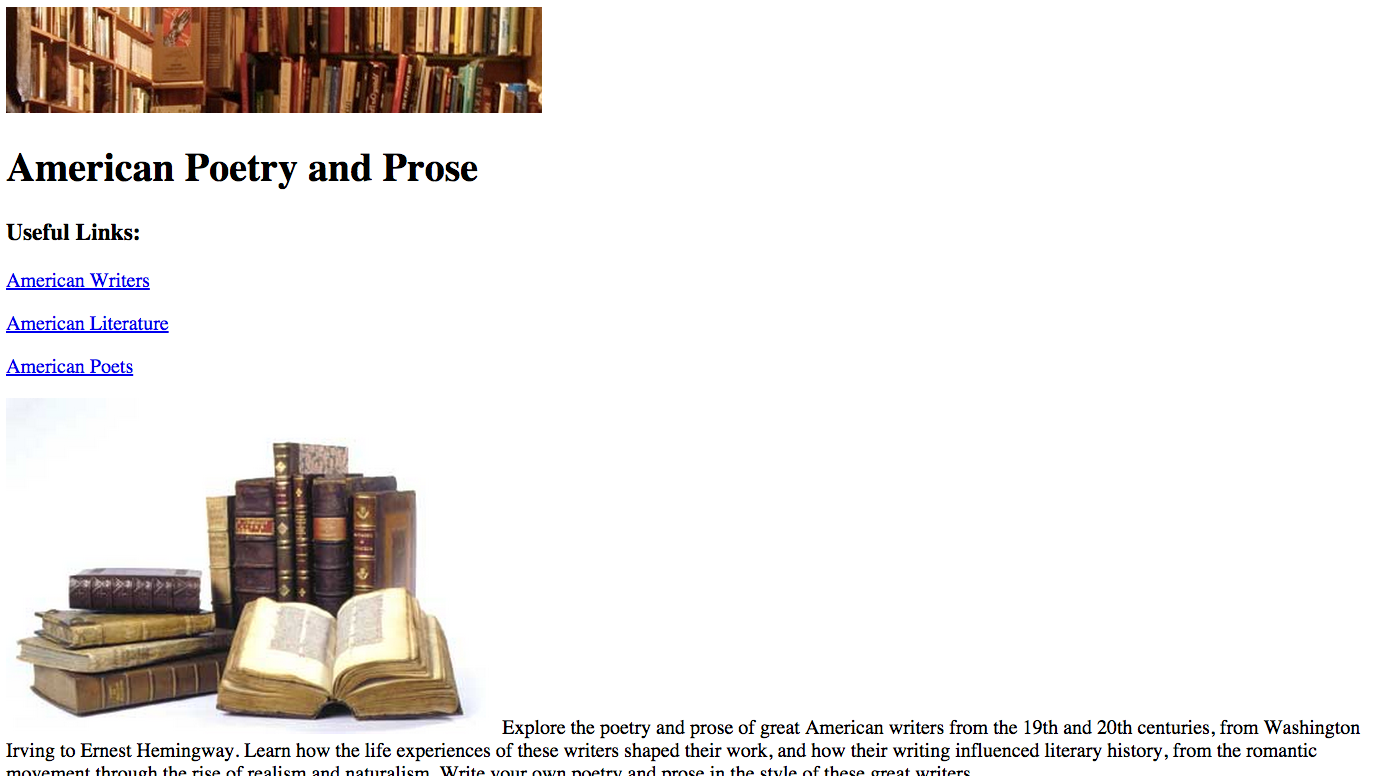 American Poetry and Prose
Useful Links:
American Writers
American Literature
American Poets
Explore the poetry and prose of great American writers from the 19th and 20th centuries, from Washington
Irving to Ernest Hemingway. Learn how the life experiences of these writers shaped their work, and how their writing influenced literary history, from the romantic
movement through the rise of realism and naturalism. Write your own poetry and prose in the style of these great writers.